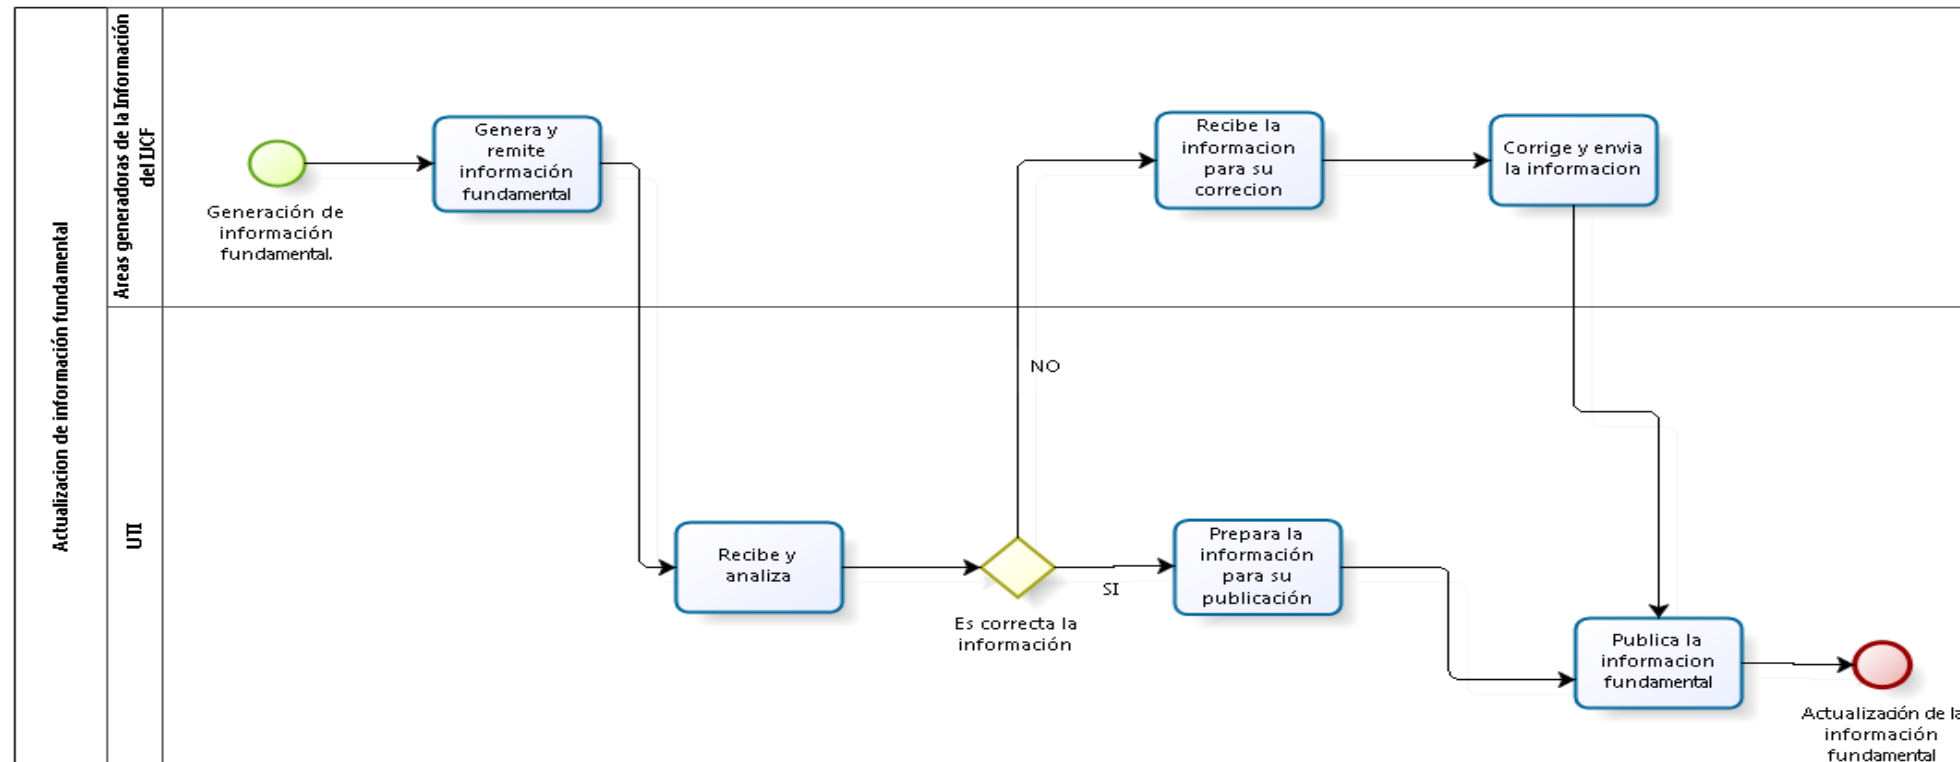 Actualizacion de información fundamental
Areas generadoras de la Información
del IJCF
UTI
Generación de
información
fundamental.
Genera y
remite
información
fundamental
Recibe y
analiza
Es correcta la
información
NO
SI
Recibe la
informacion
para su
correcion
Corrige y envia
la informacion
Prepara la
información
para su
publicación
Publica la
informacion
fundamental
Actualización de la
información
fundamental